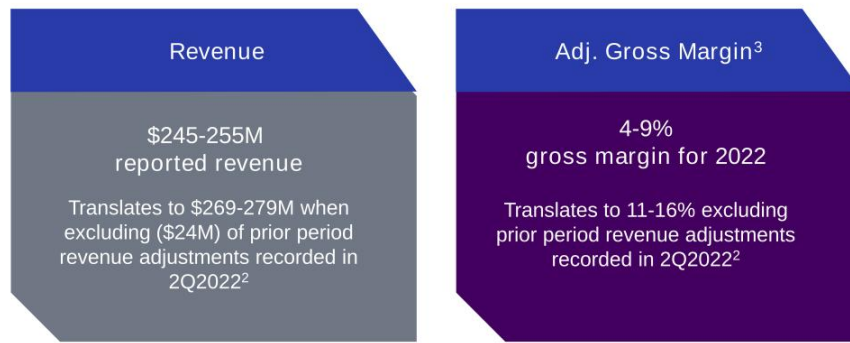 Revenue
$245-255M
reported revenue
Translates to $269-279M when
excluding ($24M) of prior period
revenue adjustments recorded in
2Q2022²
Adj. Gross Margin³
4-9%
gross margin for 2022
Translates to 11-16% excluding
prior period revenue adjustments
recorded in 2Q2022²